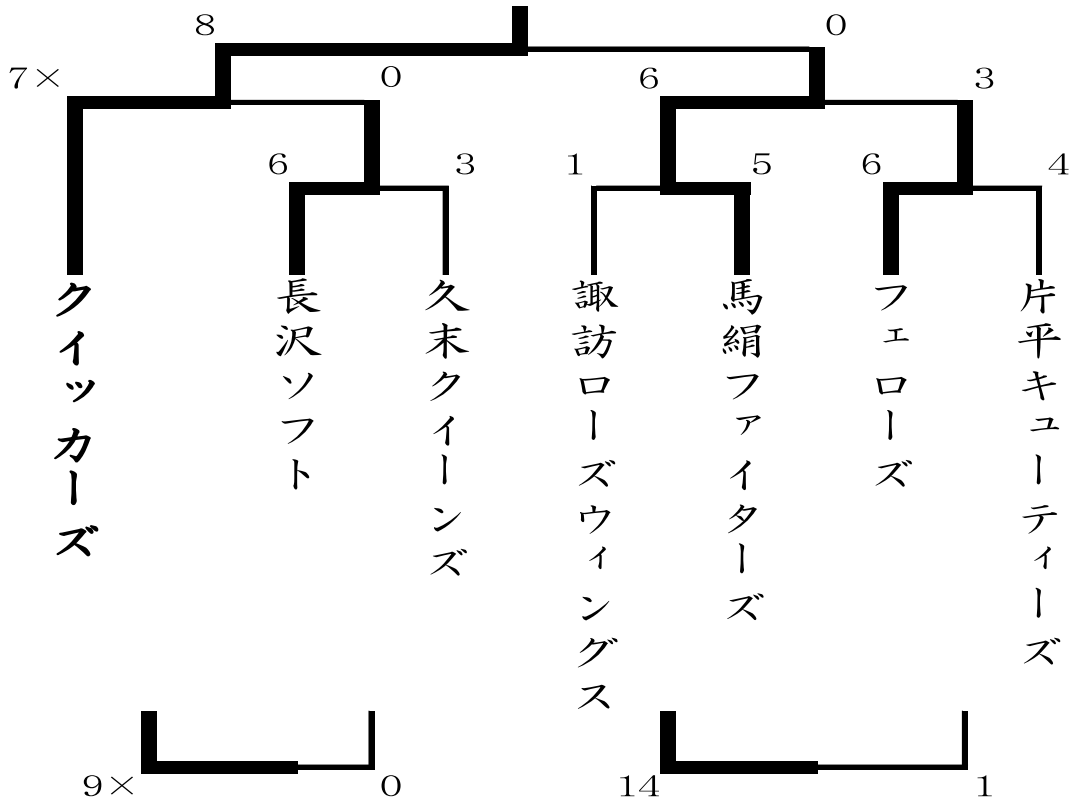 8 0
7× 0 6 3
6 3 1 5 6 4
クィッカーズ
長沢ソフト
久末クイーンズ
諏訪ローズウィングス
馬絹ファイターズ
フェローズ
片平キューティーズ
9× 0 14 1